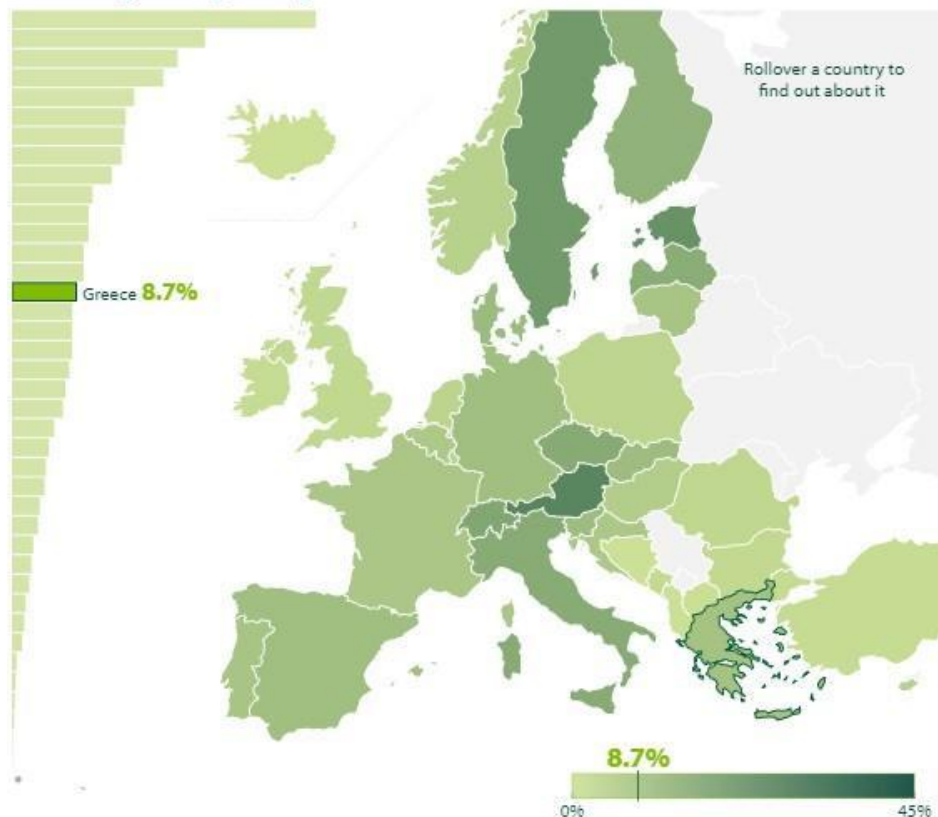 Rollover a country to
find out about it
Greece 8.7%
8.7%
0%
45%